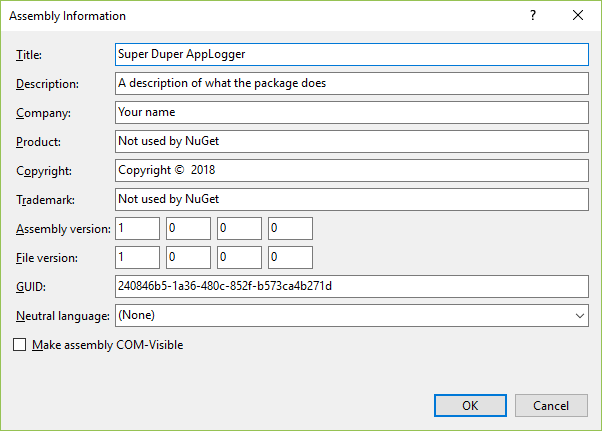 Assembly Information ?
Title: Super Duper AppLogger
Description: A description of what the package does
Company: Your name
Product: Not used by NuGet
Copyright: Copyright ©  2018
Trademark: Not used by NuGet
Assembly version: 1 0 0 0
File version: 1 0 0 0
GUID: 240846b5-1a36-480c-852f-b573ca4b271d
Neutral language: (None)
Make assembly COM-Visible
OK Cancel